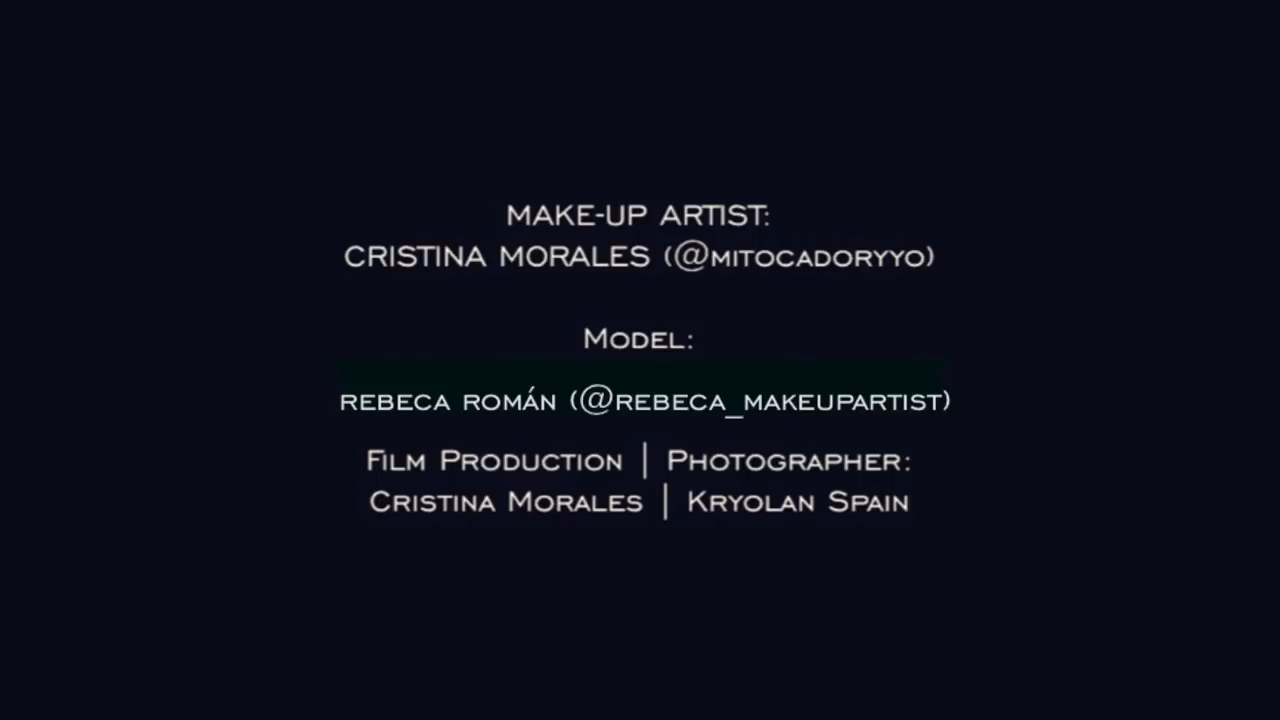 MAKE-UP ARTIST:
CRISTINA MORALES (@MITOCADORYYO)
MODEL:
REBECA ROMÁN (@REBECA_MAKEUPARTIST)
FILM PRODUCTION | PHOTOGRAPHER:
CRISTINA MORALES | KRYOLAN SPAIN